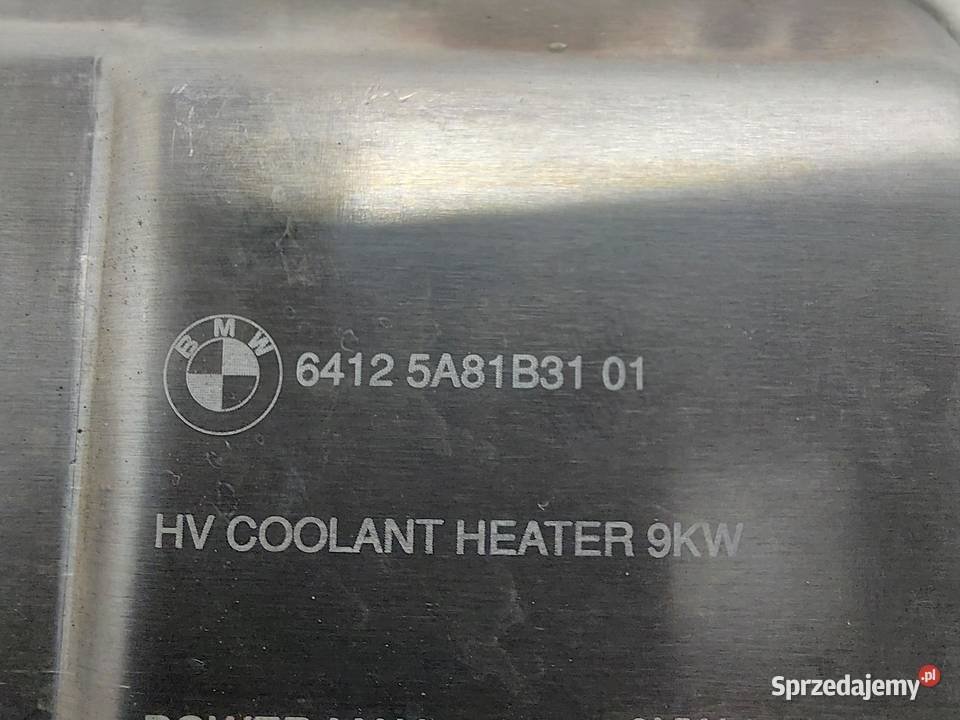 BMW
6412 5A81B31 01
HV COOLANT HEATER 9KW
Sprzedajemy.pl